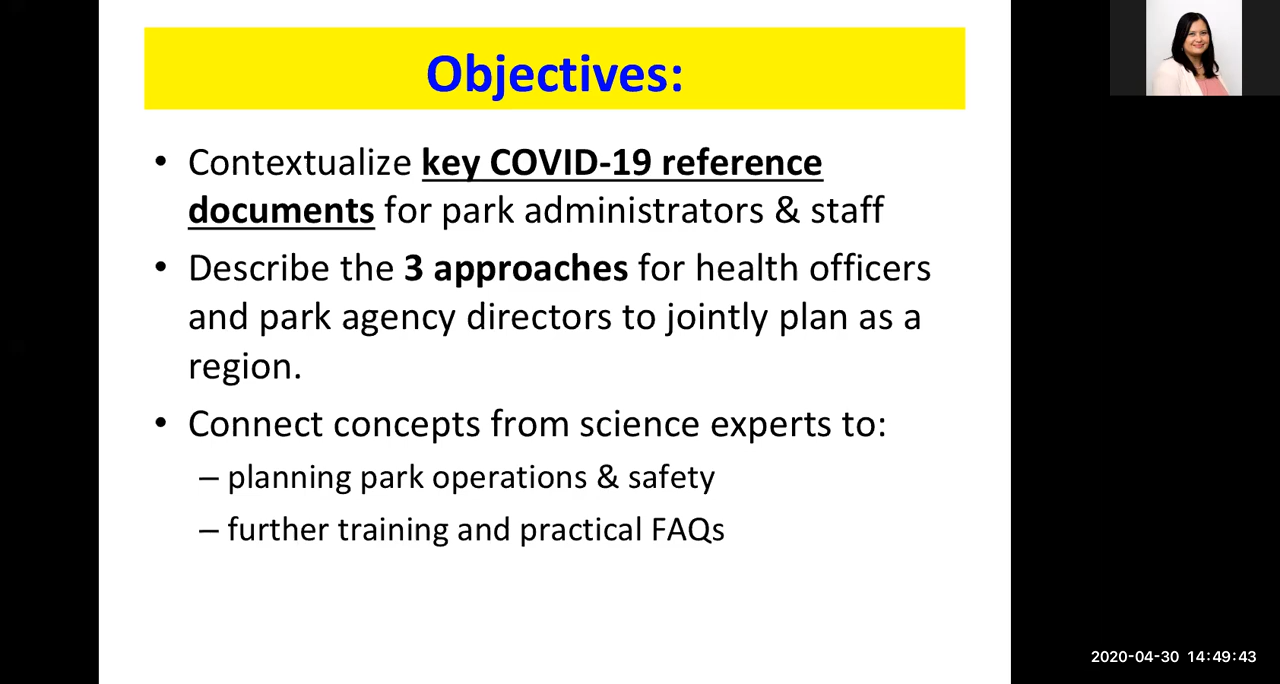 Objectives:
• Contextualize key COVID-19 reference
documents for park administrators & staff
• Describe the 3 approaches for health officers
and park agency directors to jointly plan as a
region.
• Connect concepts from science experts to:
– planning park operations & safety
– further training and practical FAQs
2020-04-30 14:49:43